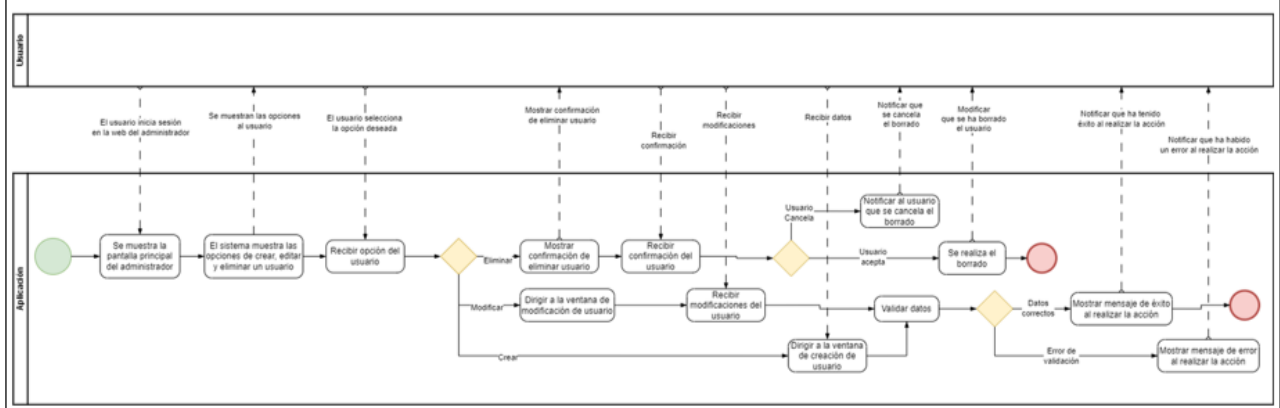 Usuario
El usuario inicia sesión
en la web del administrador
Se muestran las opciones
al usuario
El usuario selecciona
la opción deseada
Mostrar confirmación
de eliminar usuario
Recibir
confirmación
Recibir
modificaciones
Recibir datos
Notificar que
se cancela
el borrado
Modificar
que se ha borrado
el usuario
Notificar que ha tenido
éxito al realizar la acción
Notificar que ha habido
un error al realizar la acción
Aplicación
Se muestra la
pantalla principal
del administrador
El sistema muestra las
opciones de crear, editar
y eliminar un usuario
Recibir opción del
usuario
Eliminar
Mostrar
confirmación de
eliminar usuario
Recibir
confirmación del
usuario
Usuario
Cancela
Notificar al usuario
que se cancela el
borrado
Usuario
acepta
Se realiza el
borrado
Modificar
Dirigir a la ventana de
modificación de usuario
Recibir
modificaciones del
usuario
Validar datos
Datos
correctos
Mostrar mensaje de éxito
al realizar la acción
Crear
Dirigir a la ventana
de creación de
usuario
Error de
validación
Mostrar mensaje de error
al realizar la acción